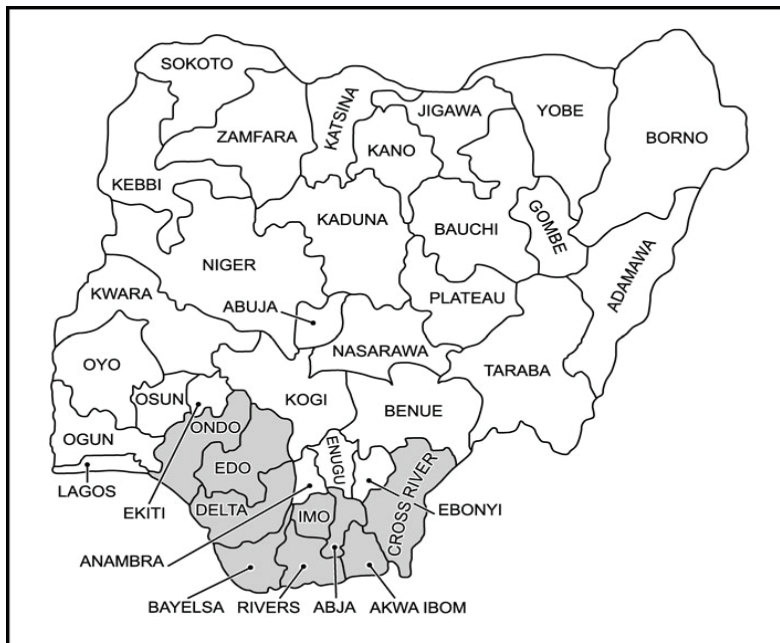 SOKOTO
KATSINA
JIGAWA
YOBE
BORNO
ZAMFARA
KANO
KEBBI
KADUNA
BAUCHI
GOMBE
NIGER
ADAMAWA
KWARA
ABUJA
PLATEAU
NASARAWA
OYO
TARABA
OSUN
KOGI
BENUE
ONDO
OGUN
ENUGU
EDO
CROSS RIVER
LAGOS
EKITI
DELTA
IMO
EBONYI
ANAMBRA
BAYELSA
RIVERS
ABJA
AKWA IBOM